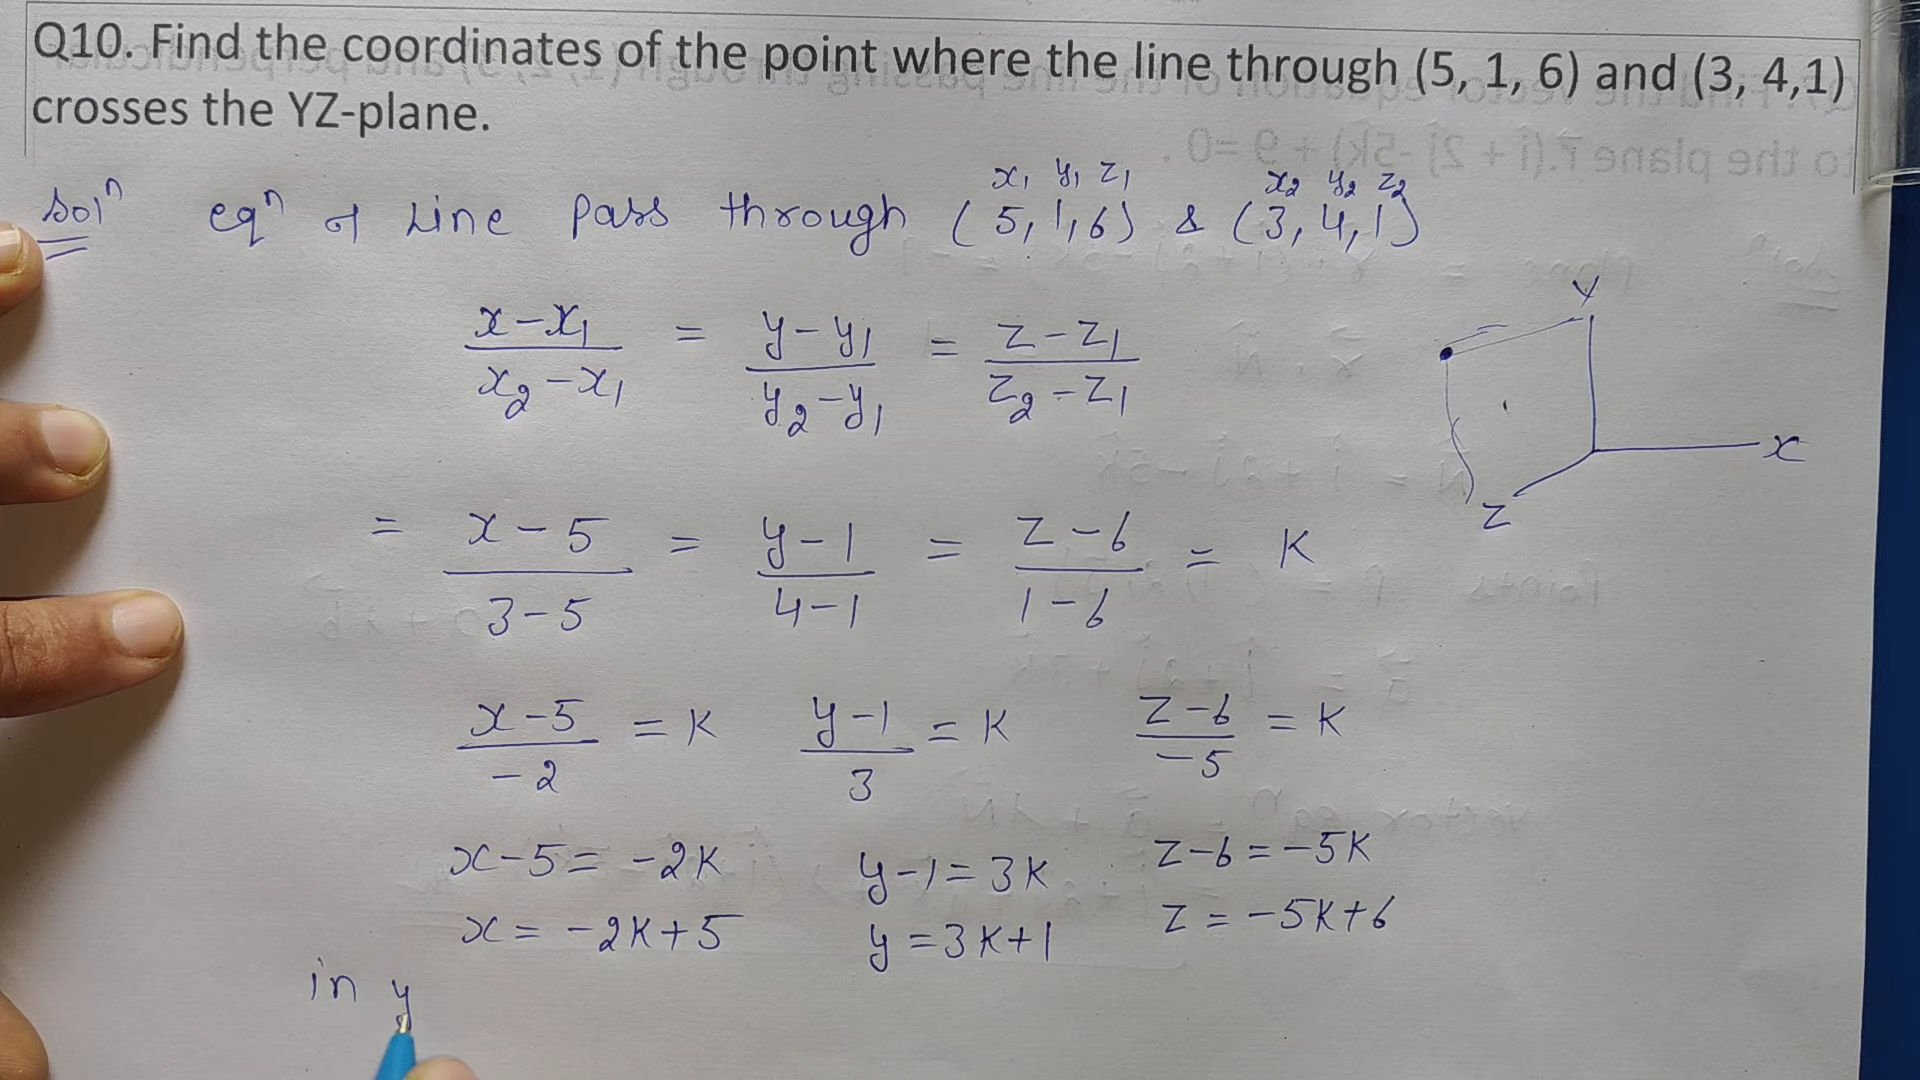 Q10. Find the coordinates of the point where the line through (5, 1, 6) and (3, 4,1)
crosses the YZ-plane.
x₁ y₁ z₁ x₂ y₂ z₂
Solⁿ eqⁿ of Line Pass through (5,1,6) & (3,4,1)
Y
x-x₁/x₂-x₁ = y-y₁/y₂-y₁ = z-z₁/z₂-z₁
x
z
= x-5/3-5 = y-1/4-1 = z-6/1-6 = K
x-5/-2 = K y-1/3 = K z-6/-5 = K
x-5 = -2K y-1 = 3K z-6 = -5K
x = -2K+5 y = 3K+1 z = -5K+6
in y